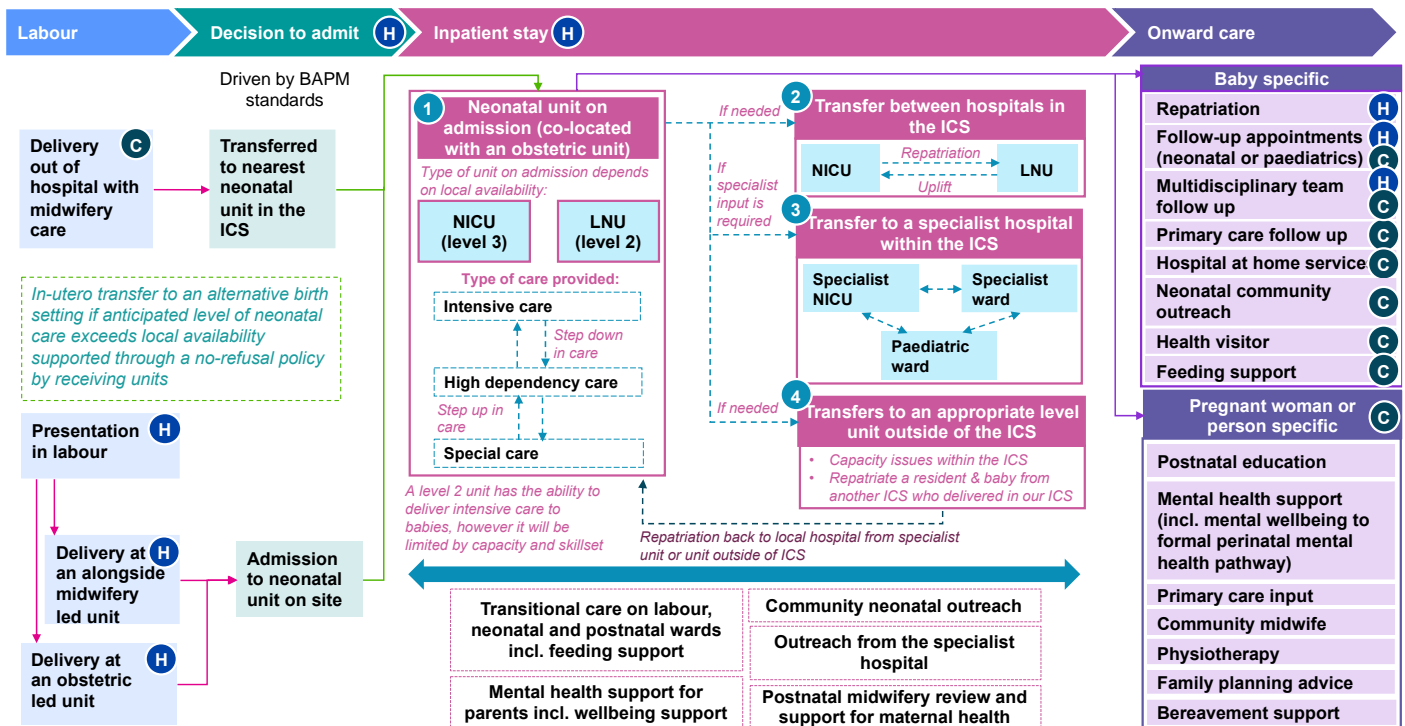 Labour
Decision to admit
H
Inpatient stay
H
Onward care
Driven by BAPM
standards
Delivery
out of
hospital with
midwifery
care
C
Transferred
to nearest
neonatal
unit in the
ICS
In-utero transfer to an alternative birth
setting if anticipated level of neonatal
care exceeds local availability
supported through a no-refusal policy
by receiving units
Presentation
in labour
H
Delivery at
an alongside
midwifery
led unit
H
Delivery at
an obstetric
led unit
H
Admission
to neonatal
unit on site
1
Neonatal unit on
admission (co-located
with an obstetric unit)
Type of unit on admission depends
on local availability:
NICU
(level 3)
LNU
(level 2)
Type of care provided:
Intensive care
Step down
in care
High dependency care
Step up in
care
Special care
A level 2 unit has the ability to
deliver intensive care to
babies, however it will be
limited by capacity and skillset
If needed
If
specialist
input is
required
If needed
2
Transfer between hospitals in
the ICS
NICU
Repatriation
Uplift
LNU
3
Transfer to a specialist hospital
within the ICS
Specialist
NICU
Specialist
ward
Paediatric
ward
4
Transfers to an appropriate level
unit outside of the ICS
• Capacity issues within the ICS
• Repatriate a resident & baby from
another ICS who delivered in our ICS
Repatriation back to local hospital from specialist
unit or unit outside of ICS
Transitional care on labour,
neonatal and postnatal wards
incl. feeding support
Mental health support for
parents incl. wellbeing support
Community neonatal outreach
Outreach from the specialist
hospital
Postnatal midwifery review and
support for maternal health
Baby specific
Repatriation
H
Follow-up appointments
(neonatal or paediatrics)
H
C
Multidisciplinary team
follow up
H
C
Primary care follow up
C
Hospital at home service
C
Neonatal community
outreach
C
Health visitor
C
Feeding support
C
Pregnant woman or
person specific
C
Postnatal education
Mental health support
(incl. mental wellbeing to
formal perinatal mental
health pathway)
Primary care input
Community midwife
Physiotherapy
Family planning advice
Bereavement support